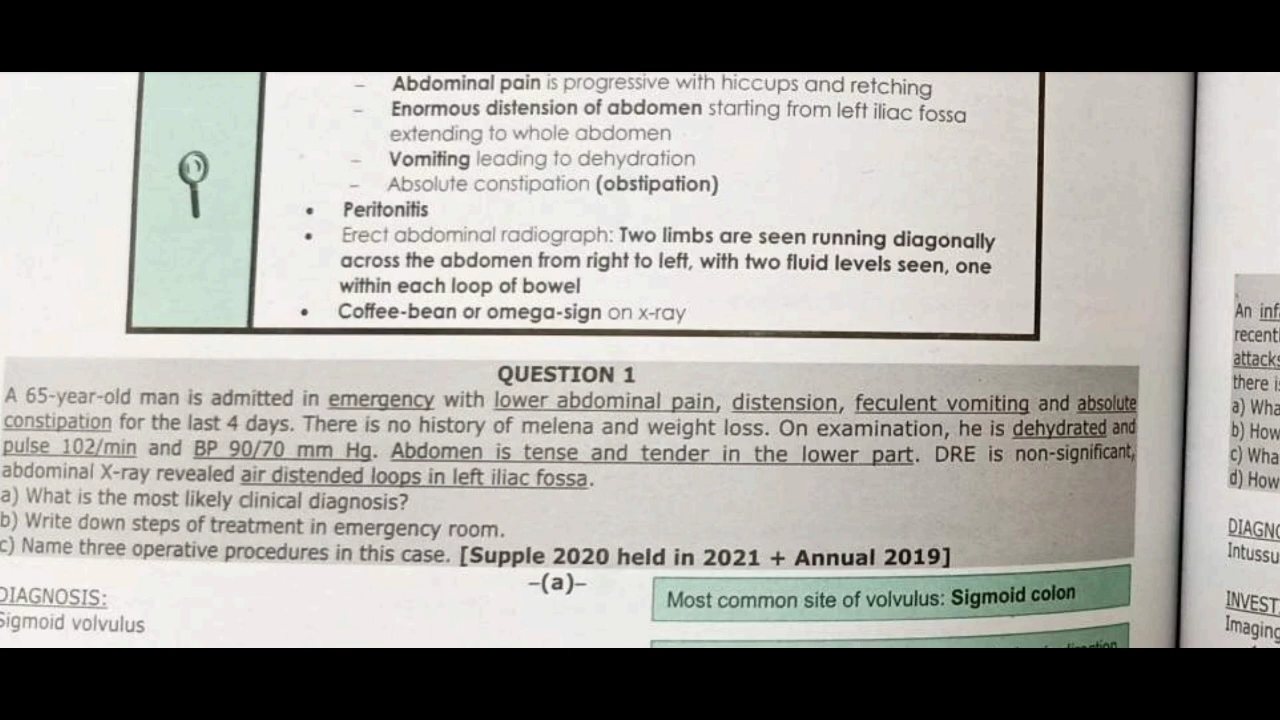 – Abdominal pain is progressive with hiccups and retching
– Enormous distension of abdomen starting from left iliac fossa
extending to whole abdomen
– Vomiting leading to dehydration
– Absolute constipation (obstipation)
• Peritonitis
• Erect abdominal radiograph: Two limbs are seen running diagonally
across the abdomen from right to left, with two fluid levels seen, one
within each loop of bowel
• Coffee-bean or omega-sign on x-ray
QUESTION 1
A 65-year-old man is admitted in emergency with lower abdominal pain, distension, feculent vomiting and absolute
constipation for the last 4 days. There is no history of melena and weight loss. On examination, he is dehydrated and
pulse 102/min and BP 90/70 mm Hg. Abdomen is tense and tender in the lower part. DRE is non-significant,
abdominal X-ray revealed air distended loops in left iliac fossa.
a) What is the most likely clinical diagnosis?
b) Write down steps of treatment in emergency room.
c) Name three operative procedures in this case. [Supple 2020 held in 2021 + Annual 2019]
–(a)–
DIAGNOSIS:
Sigmoid volvulus
Most common site of volvulus: Sigmoid colon
An inf
recent
attacks
there i
a) Wha
b) How
c) Wha
d) How
DIAGNO
Intussu
INVEST
Imaging